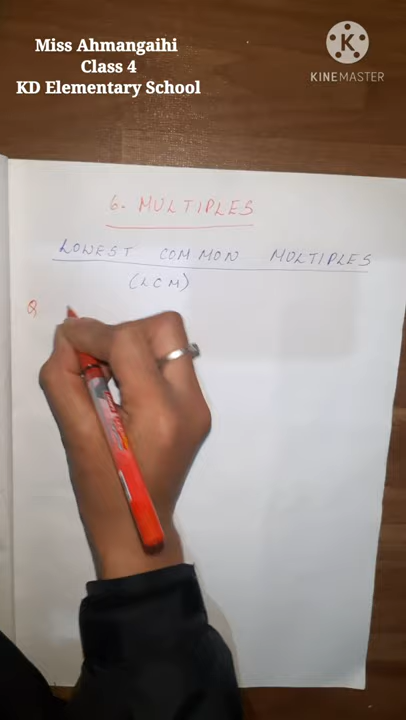 Miss Ahmangaihi
Class 4
KD Elementary School
KINEMASTER
6. MULTIPLES
LOWEST COMMON MULTIPLES
(LCM)
Q